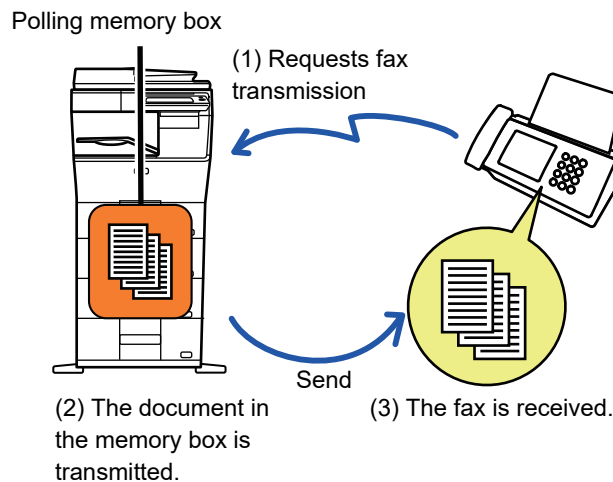 Polling memory box
(1) Requests fax
transmission
Send
(2) The document in
the memory box is
transmitted.
(3) The fax is received.